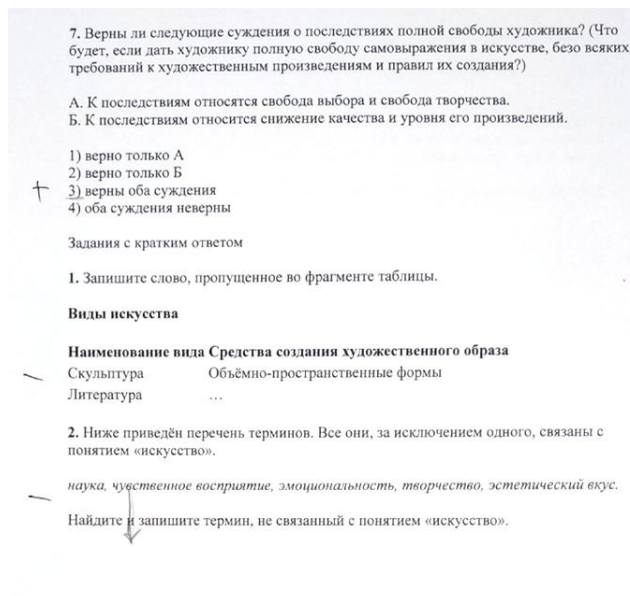 7. Верны ли следующие суждения о последствиях полной свободы художника? (Что
будет, если дать художнику полную свободу самовыражения в искусстве, безо всяких
требований к художественным произведениям и правил их создания?)
А. К последствиям относятся свобода выбора и свобода творчества.
Б. К последствиям относится снижение качества и уровня его произведений.
1) верно только А
2) верно только Б
+ 3) верны оба суждения
4) оба суждения неверны
Задания с кратким ответом
1. Запишите слово, пропущенное во фрагменте таблицы.
Виды искусства
Наименование вида Средства создания художественного образа
– Скульптура Объёмно-пространственные формы
Литература …
2. Ниже приведён перечень терминов. Все они, за исключением одного, связаны с
понятием «искусство».
– наука, чувственное восприятие, эмоциональность, творчество, эстетический вкус.
Найдите и запишите термин, не связанный с понятием «искусство».